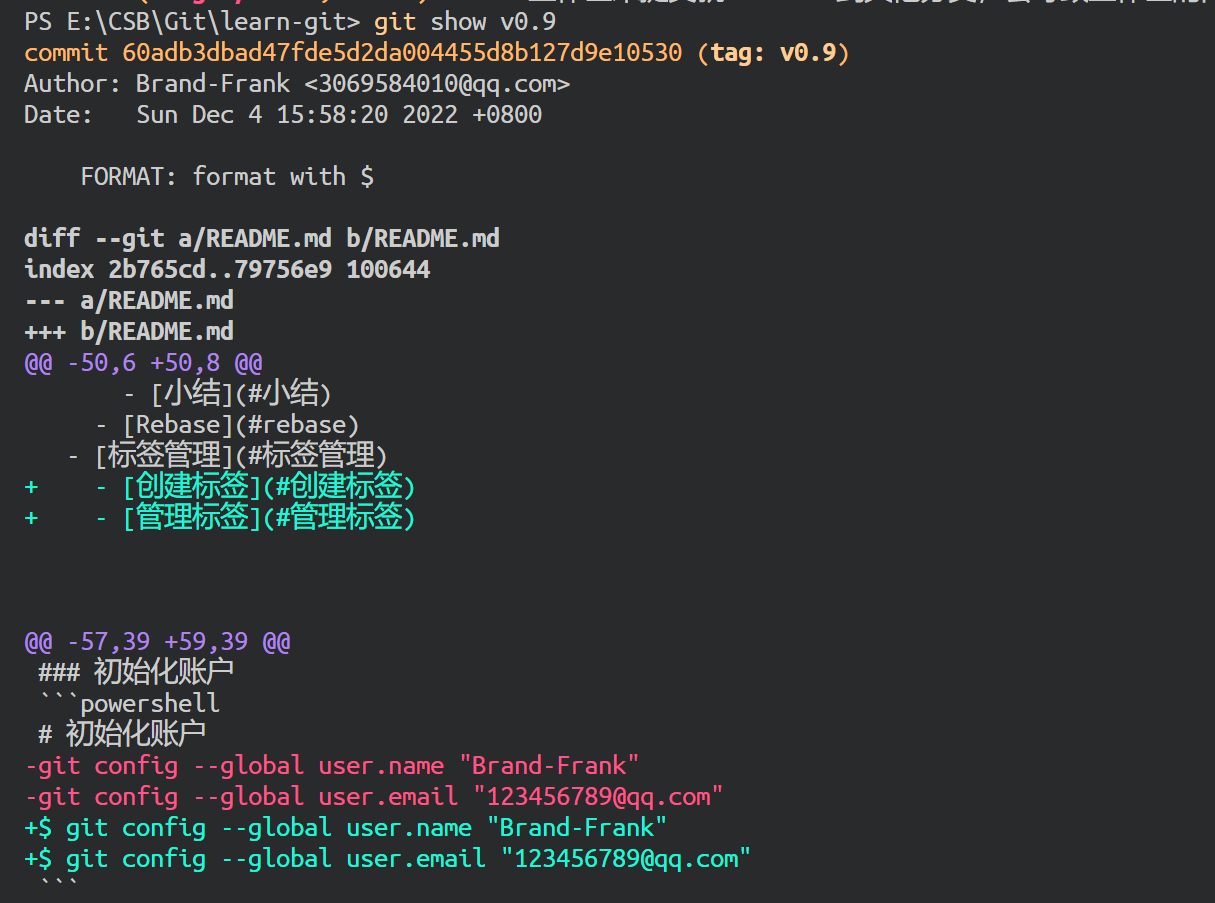 PS E:\CSB\Git\learn-git> git show v0.9
commit 60adb3dbad47fde5d2da004455d8b127d9e10530 (tag: v0.9)
Author: Brand-Frank <3069584010@qq.com>
Date:   Sun Dec 4 15:58:20 2022 +0800

    FORMAT: format with $

diff --git a/README.md b/README.md
index 2b765cd..79756e9 100644
--- a/README.md
+++ b/README.md
@@ -50,6 +50,8 @@
       - [小结](#小结)
     - [Rebase](#rebase)
   - [标签管理](#标签管理)
+    - [创建标签](#创建标签)
+    - [管理标签](#管理标签)

@@ -57,39 +59,39 @@
 ### 初始化账户
 ```powershell
 # 初始化账户
-git config --global user.name "Brand-Frank"
-git config --global user.email "123456789@qq.com"
+$ git config --global user.name "Brand-Frank"
+$ git config --global user.email "123456789@qq.com"
 ```